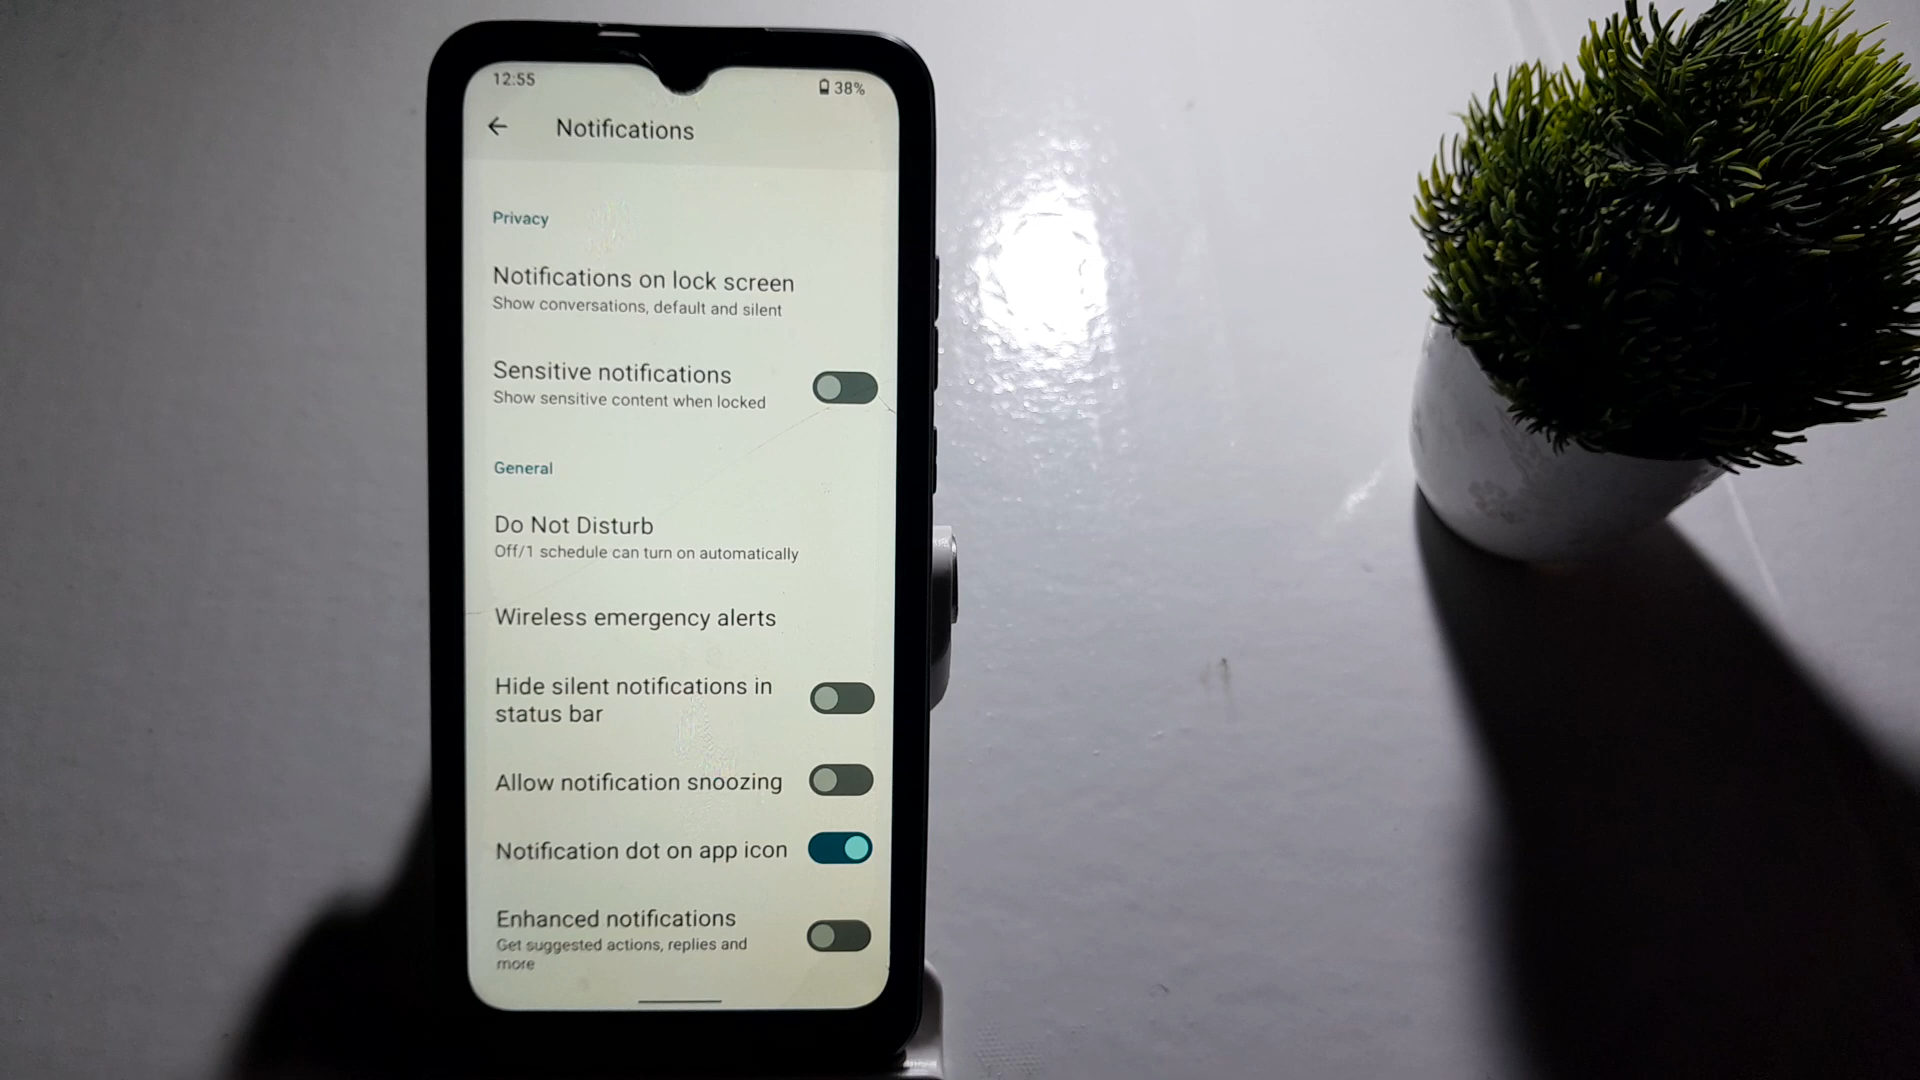 12:55
38%
Notifications
Privacy
Notifications on lock screen
Show conversations, default and silent
Sensitive notifications
Show sensitive content when locked
General
Do Not Disturb
Off/1 schedule can turn on automatically
Wireless emergency alerts
Hide silent notifications in
status bar
Allow notification snoozing
Notification dot on app icon
Enhanced notifications
Get suggested actions, replies and
more